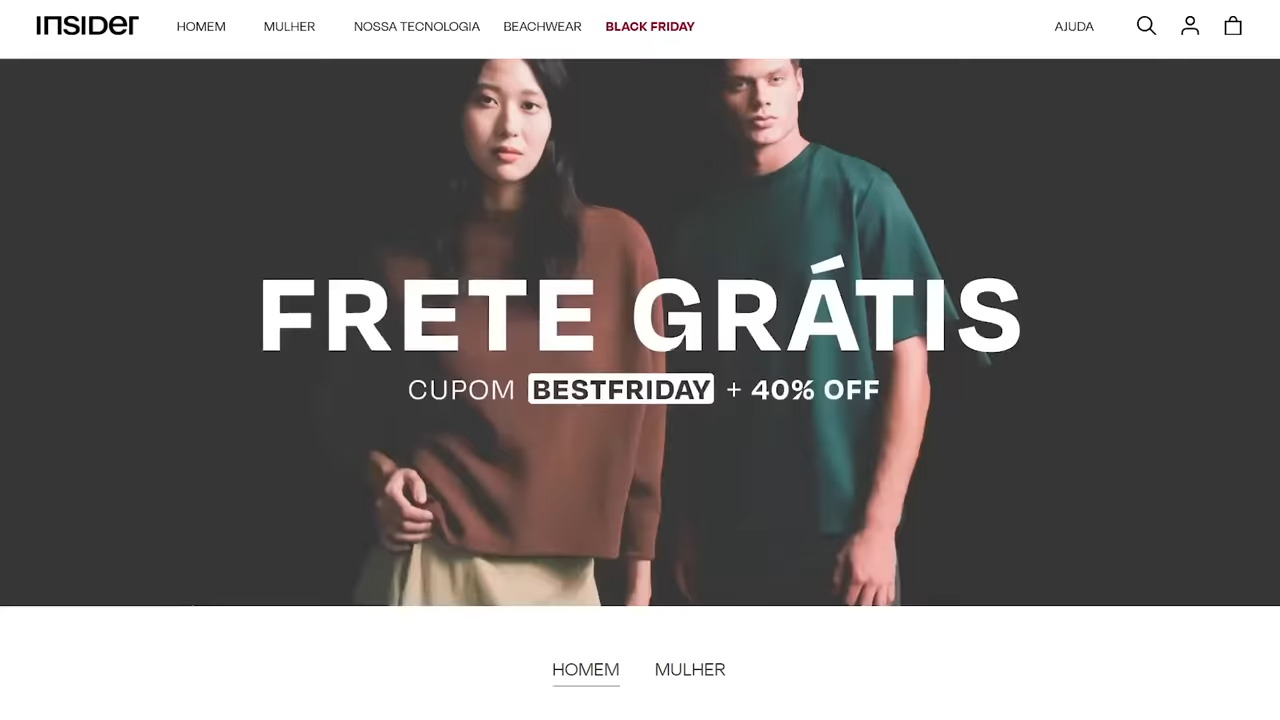 INSIDER
HOMEM MULHER NOSSA TECNOLOGIA BEACHWEAR BLACK FRIDAY AJUDA
FRETE GRÁTIS
CUPOM BESTFRIDAY + 40% OFF
HOMEM MULHER